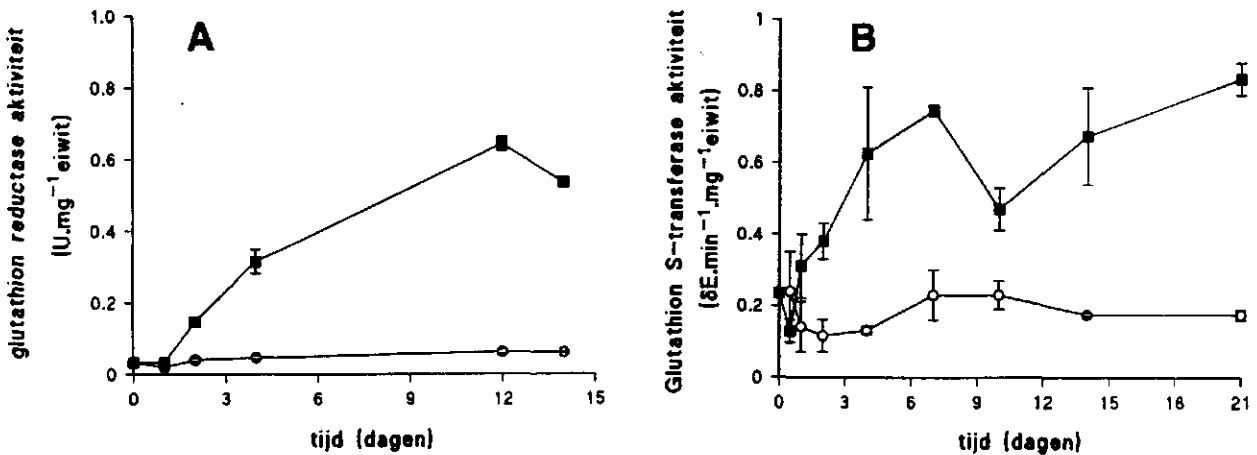 A
glutathion reductase aktiviteit
(U.mg⁻¹eiwit)
1.0
0.8
0.6
0.4
0.2
0
0 3 6 9 12 15
tijd (dagen)
B
Glutathion S-transferase aktiviteit
(δE.min⁻¹.mg⁻¹eiwit)
1
0.8
0.6
0.4
0.2
0
0 3 6 9 12 15 18 21
tijd (dagen)